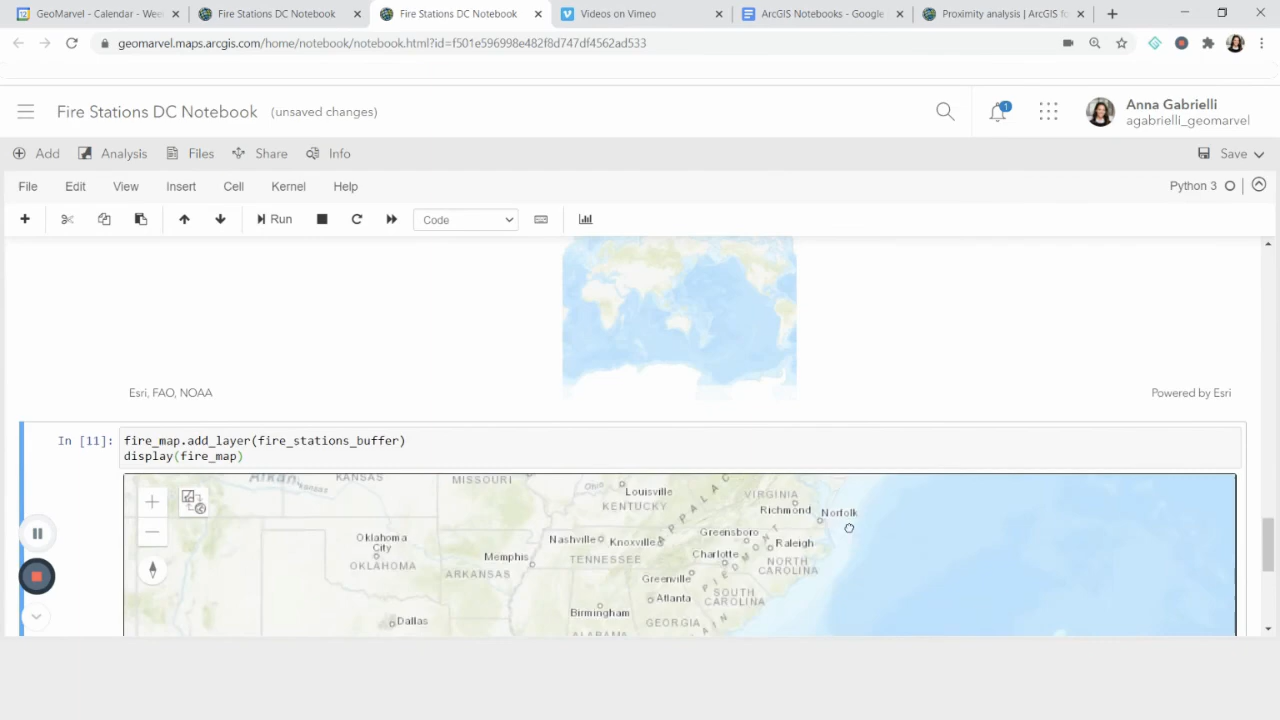 GeoMarvel - Calendar - Wee
Fire Stations DC Notebook
Fire Stations DC Notebook
Videos on Vimeo
ArcGIS Notebooks - Google
Proximity analysis | ArcGIS fo
geomarvel.maps.arcgis.com/home/notebook/notebook.html?id=f501e596998e482f8d747df4562ad533
Fire Stations DC Notebook (unsaved changes)
1
Anna Gabrielli
agabrielli_geomarvel
Add Analysis Files Share Info Save
File Edit View Insert Cell Kernel Help Python 3
Run Code
Esri, FAO, NOAA Powered by Esri
In [11]: fire_map.add_layer(fire_stations_buffer)
display(fire_map)
KANSAS
MISSOURI
Louisville
KENTUCKY
VIRGINIA
Richmond
Norfolk
Oklahoma
City
OKLAHOMA
Memphis
ARKANSAS
Nashville
Knoxville
TENNESSEE
Greensboro
Raleigh
Charlotte
NORTH
CAROLINA
Greenville
SOUTH
CAROLINA
Atlanta
Birmingham
GEORGIA
Dallas